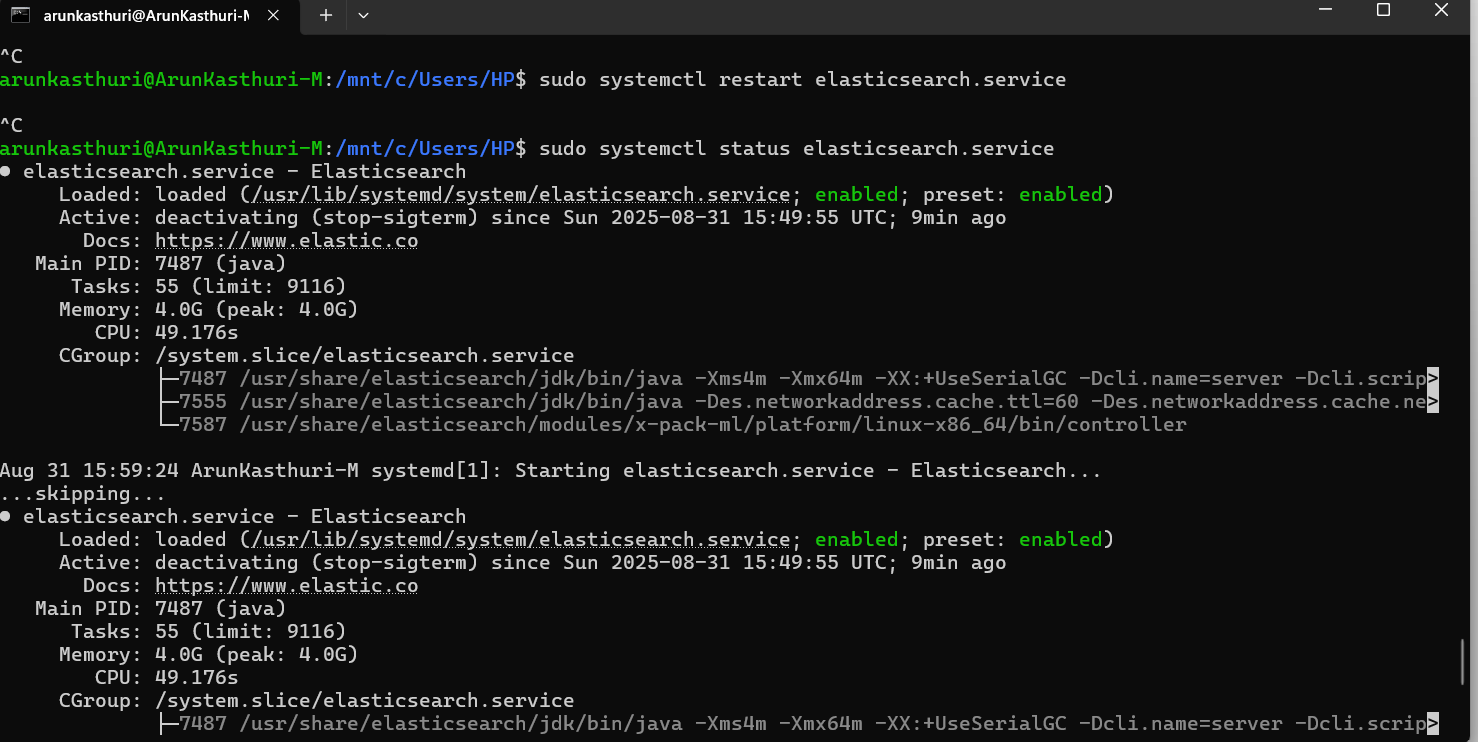 arunkasthuri@ArunKasthuri-M
^C
arunkasthuri@ArunKasthuri-M:/mnt/c/Users/HP$ sudo systemctl restart elasticsearch.service
^C
arunkasthuri@ArunKasthuri-M:/mnt/c/Users/HP$ sudo systemctl status elasticsearch.service
● elasticsearch.service - Elasticsearch
     Loaded: loaded (/usr/lib/systemd/system/elasticsearch.service; enabled; preset: enabled)
     Active: deactivating (stop-sigterm) since Sun 2025-08-31 15:49:55 UTC; 9min ago
       Docs: https://www.elastic.co
   Main PID: 7487 (java)
      Tasks: 55 (limit: 9116)
     Memory: 4.0G (peak: 4.0G)
        CPU: 49.176s
     CGroup: /system.slice/elasticsearch.service
             ├─7487 /usr/share/elasticsearch/jdk/bin/java -Xms4m -Xmx64m -XX:+UseSerialGC -Dcli.name=server -Dcli.scrip>
             ├─7555 /usr/share/elasticsearch/jdk/bin/java -Des.networkaddress.cache.ttl=60 -Des.networkaddress.cache.ne>
             └─7587 /usr/share/elasticsearch/modules/x-pack-ml/platform/linux-x86_64/bin/controller
Aug 31 15:59:24 ArunKasthuri-M systemd[1]: Starting elasticsearch.service - Elasticsearch...
...skipping...
● elasticsearch.service - Elasticsearch
     Loaded: loaded (/usr/lib/systemd/system/elasticsearch.service; enabled; preset: enabled)
     Active: deactivating (stop-sigterm) since Sun 2025-08-31 15:49:55 UTC; 9min ago
       Docs: https://www.elastic.co
   Main PID: 7487 (java)
      Tasks: 55 (limit: 9116)
     Memory: 4.0G (peak: 4.0G)
        CPU: 49.176s
     CGroup: /system.slice/elasticsearch.service
             ├─7487 /usr/share/elasticsearch/jdk/bin/java -Xms4m -Xmx64m -XX:+UseSerialGC -Dcli.name=server -Dcli.scrip>